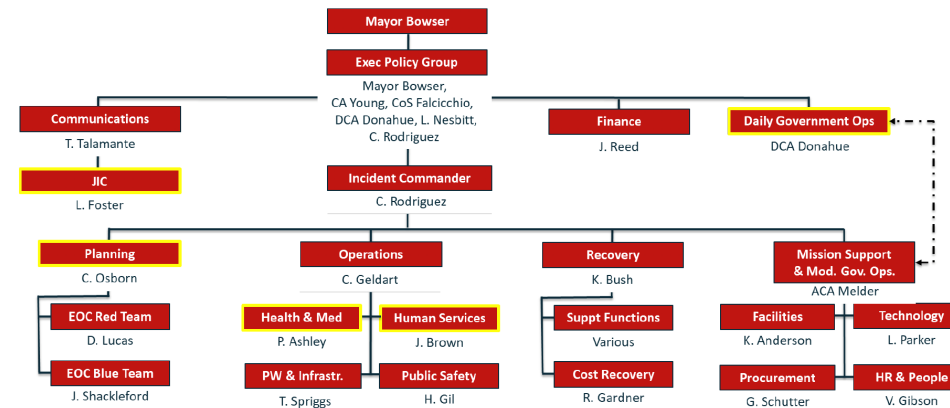 Mayor Bowser
Exec Policy Group
Mayor Bowser,
CA Young, CoS Falcicchio,
DCA Donahue, L. Nesbitt,
C. Rodriguez
Communications
T. Talamante
JIC
L. Foster
Finance
J. Reed
Daily Government Ops
DCA Donahue
Incident Commander
C. Rodriguez
Planning
C. Osborn
EOC Red Team
D. Lucas
EOC Blue Team
J. Shackleford
Operations
C. Geldart
Health & Med
P. Ashley
Human Services
J. Brown
PW & Infrastr.
T. Spriggs
Public Safety
H. Gil
Recovery
K. Bush
Suppt Functions
Various
Cost Recovery
R. Gardner
Mission Support
& Mod. Gov. Ops.
ACA Melder
Facilities
K. Anderson
Technology
L. Parker
Procurement
G. Schutter
HR & People
V. Gibson